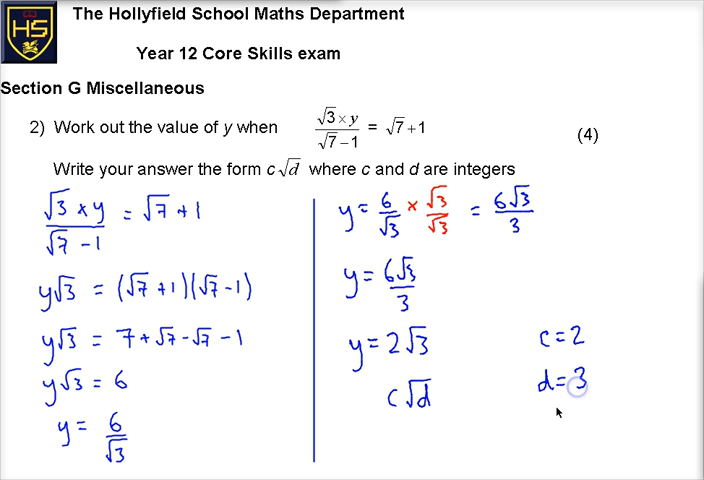 HS
The Hollyfield School Maths Department
Year 12 Core Skills exam
Section G Miscellaneous
2) Work out the value of y when (√3 × y)/(√7 − 1) = √7 + 1 (4)
Write your answer the form c√d where c and d are integers
(√3 × y)/(√7 − 1) = √7 + 1
y√3 = (√7 + 1)(√7 − 1)
y√3 = 7 + √7 − √7 − 1
y√3 = 6
y = 6/√3
y = 6/√3 × √3/√3 = 6√3/3
y = 6√3/3
y = 2√3
c√d
c = 2
d = 3